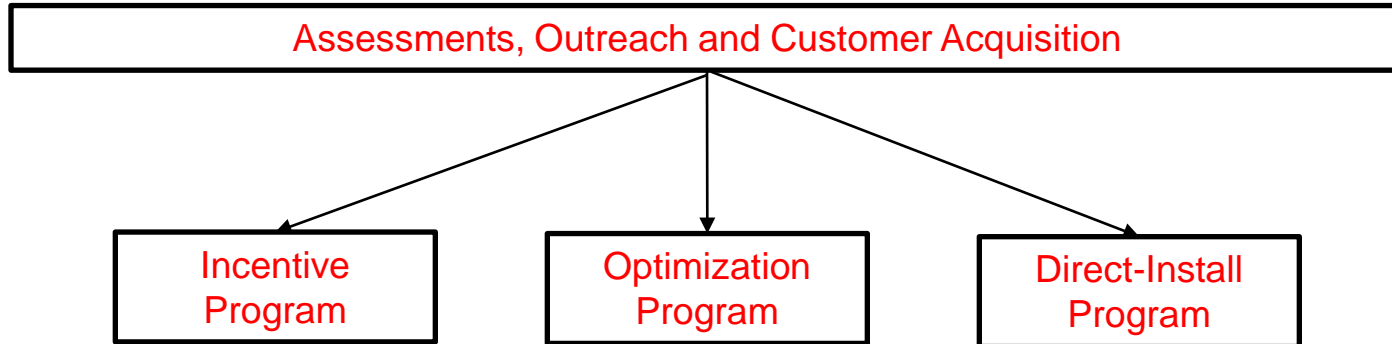 Assessments, Outreach and Customer Acquisition
Incentive
Program
Optimization
Program
Direct-Install
Program